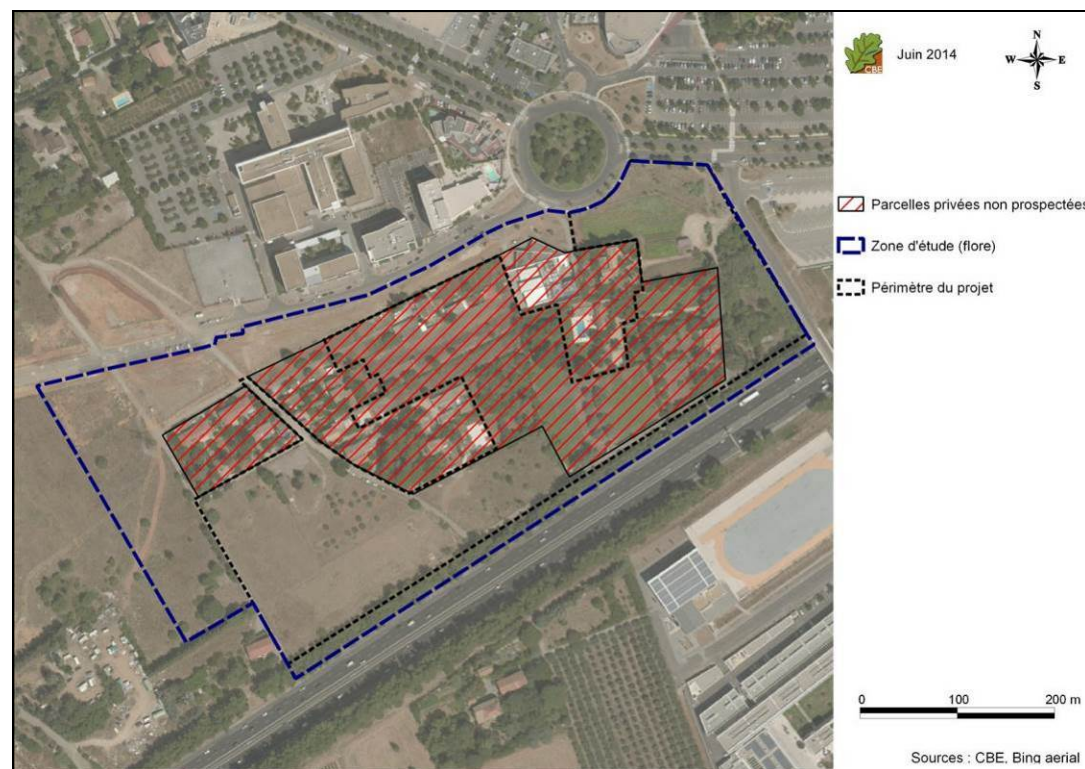 CBE
Juin 2014
N
W E
S
Parcelles privées non prospectées
Zone d'étude (flore)
Périmètre du projet
0 100 200 m
Sources : CBE, Bing aerial